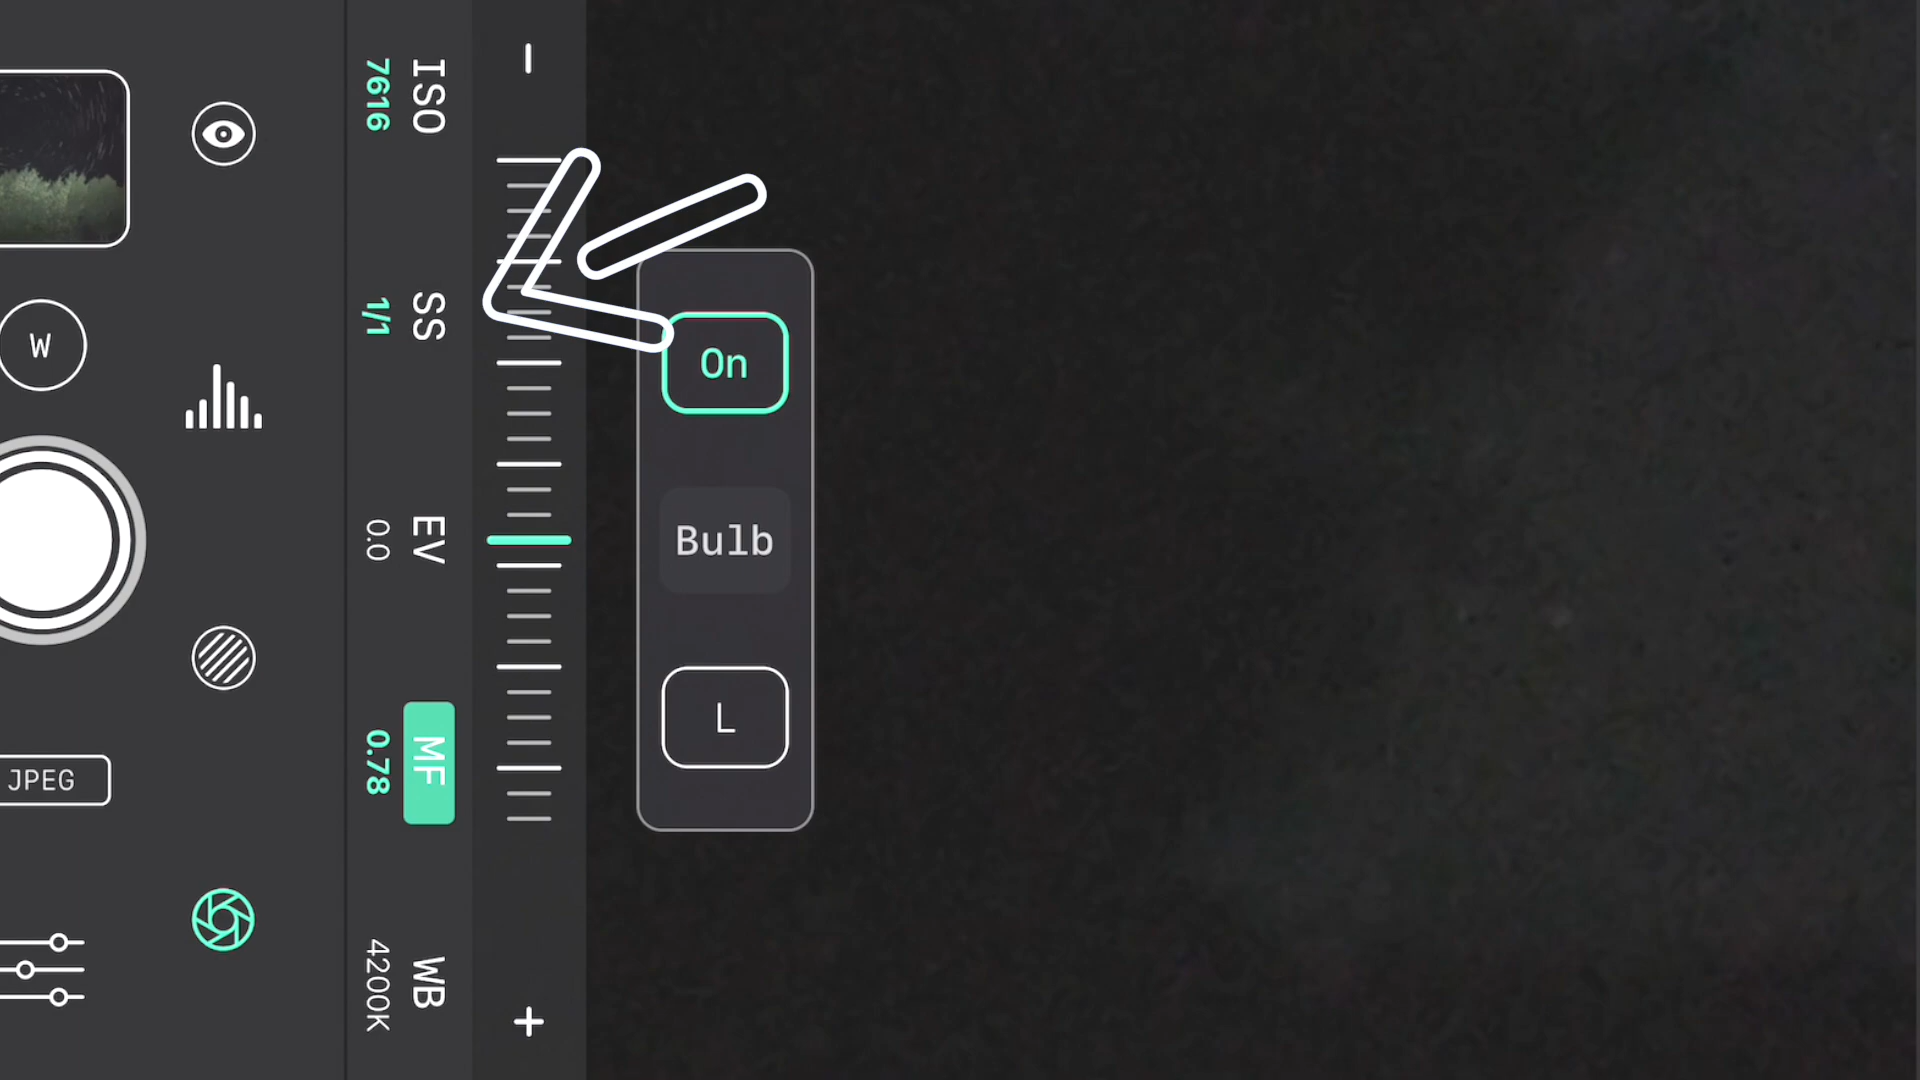 ISO
7616
SS
1/1
EV
0.0
MF
0.78
WB
4200K
W
JPEG
On
Bulb
L